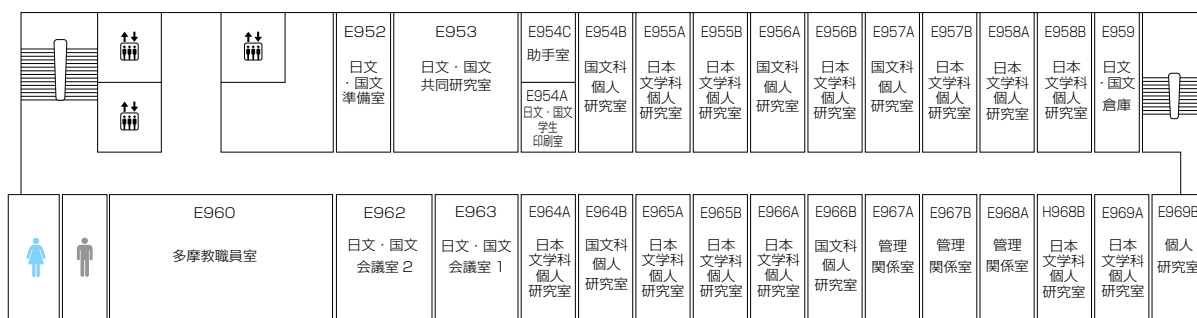 E952
日文
・国文
準備室
E953
日文・国文
共同研究室
E954C
助手室
E954A
日文・国文
学生
印刷室
E954B
国文科
個人
研究室
E955A
日本
文学科
個人
研究室
E955B
日本
文学科
個人
研究室
E956A
国文科
個人
研究室
E956B
日本
文学科
個人
研究室
E957A
国文科
個人
研究室
E957B
日本
文学科
個人
研究室
E958A
日本
文学科
個人
研究室
E958B
日本
文学科
個人
研究室
E959
日文
・国文
倉庫
E960
多摩教職員室
E962
日文・国文
会議室 2
E963
日文・国文
会議室 1
E964A
日本
文学科
個人
研究室
E964B
国文科
個人
研究室
E965A
日本
文学科
個人
研究室
E965B
日本
文学科
個人
研究室
E966A
日本
文学科
個人
研究室
E966B
国文科
個人
研究室
E967A
管理
関係室
E967B
管理
関係室
E968A
管理
関係室
H968B
日本
文学科
個人
研究室
E969A
日本
文学科
個人
研究室
E969B
個人
研究室